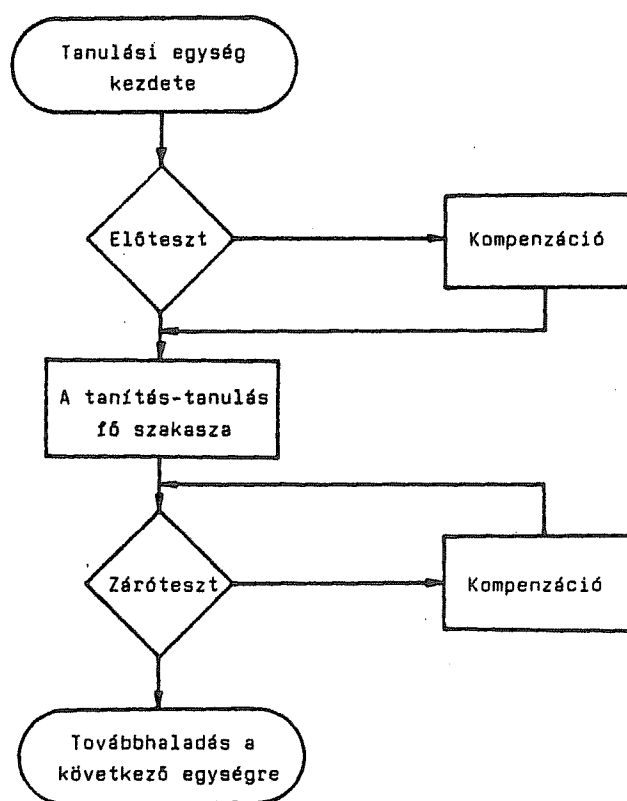 Tanulási egység
kezdete
Előteszt
Kompenzáció
A tanítás-tanulás
fő szakasza
Záróteszt
Kompenzáció
Továbbhaladás a
következő egységre